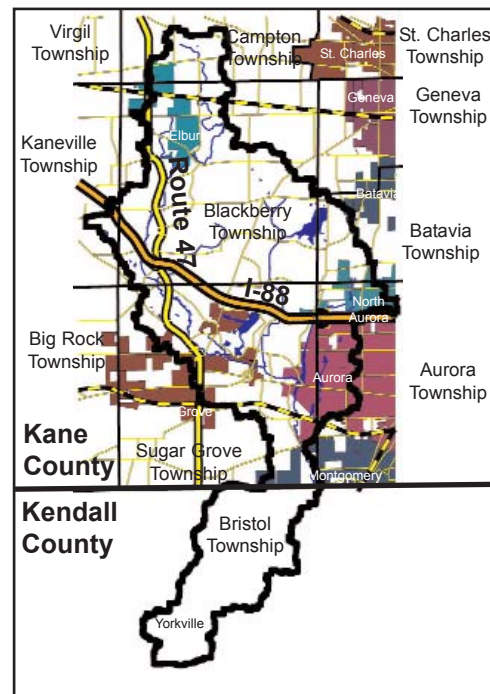 Virgil
Township
Campton
Township
St. Charles
St. Charles
Township
Geneva
Geneva
Township
Kaneville
Township
Elbur
Route 47
Batavia
Blackberry
Township
Batavia
Township
I-88
North
Aurora
Big Rock
Township
Aurora
Aurora
Township
Grove
Kane
County
Sugar Grove
Township
Montgomery
Kendall
County
Bristol
Township
Yorkville